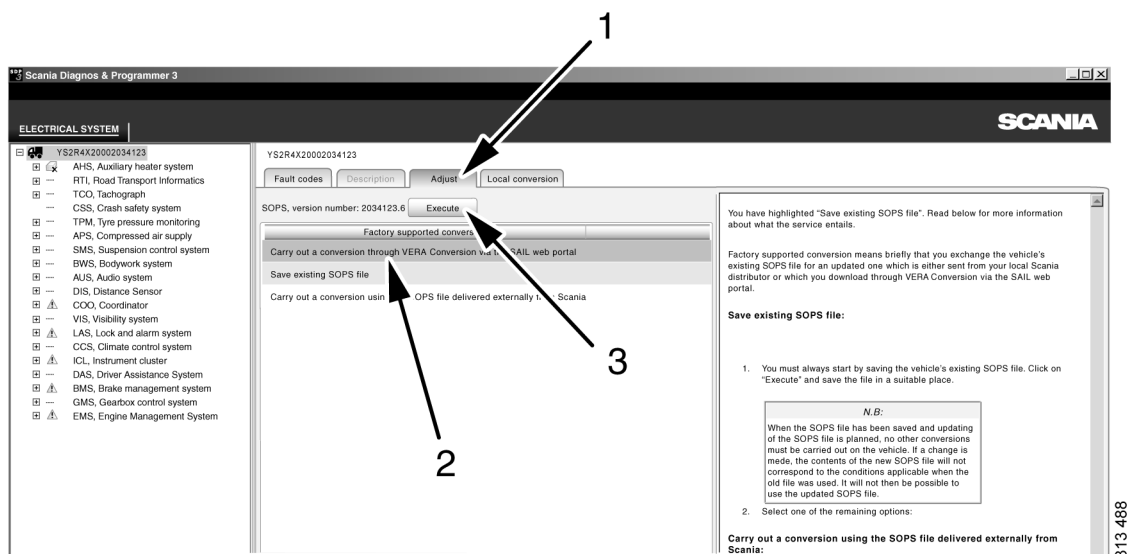 1
SDP 3 Scania Diagnos & Programmer 3
ELECTRICAL SYSTEM
SCANIA
YS2R4X20002034123
AHS, Auxiliary heater system
RTI, Road Transport Informatics
TCO, Tachograph
CSS, Crash safety system
TPM, Tyre pressure monitoring
APS, Compressed air supply
SMS, Suspension control system
BWS, Bodywork system
AUS, Audio system
DIS, Distance Sensor
COO, Coordinator
VIS, Visibility system
LAS, Lock and alarm system
CCS, Climate control system
ICL, Instrument cluster
DAS, Driver Assistance System
BMS, Brake management system
GMS, Gearbox control system
EMS, Engine Management System
YS2R4X20002034123
Fault codes Description Adjust Local conversion
SOPS, version number: 2034123.6 Execute
Factory supported convers
Carry out a conversion through VERA Conversion via the SAIL web portal
Save existing SOPS file
Carry out a conversion usin OPS file delivered externally Scania
3
2
You have highlighted “Save existing SOPS file”. Read below for more information
about what the service entails.
Factory supported conversion means briefly that you exchange the vehicle’s
existing SOPS file for an updated one which is either sent from your local Scania
distributor or which you download through VERA Conversion via the SAIL web
portal.
Save existing SOPS file:
1. You must always start by saving the vehicle’s existing SOPS file. Click on
“Execute” and save the file in a suitable place.
N.B:
When the SOPS file has been saved and updating
of the SOPS file is planned, no other conversions
must be carried out on the vehicle. If a change is
mede, the contents of the new SOPS file will not
correspond to the conditions applicable when the
old file was used. It will not then be possible to
use the updated SOPS file.
2. Select one of the remaining options:
Carry out a conversion using the SOPS file delivered externally from
Scania:
313 488